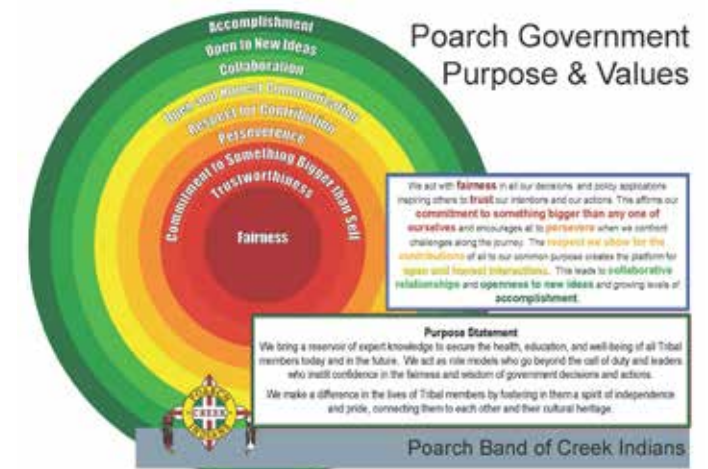 Poarch Government
Purpose & Values
Accomplishment
Open to New Ideas
Collaboration
Open and Honest Communication
Respect for Contribution
Perseverence
Commitment to Something Bigger than Self
Trustworthiness
Fairness
We act with fairness in all our decisions and policy applications
inspiring others to trust our intentions and our actions. This affirms our
commitment to something bigger than any one of
ourselves and encourages all to persevere when we confront
challenges along the journey. The respect we show for the
contributions of all to our common purpose creates the platform for
open and honest interactions. This leads to collaborative
relationships and openness to new ideas and growing levels of
accomplishment.
Purpose Statement
We bring a reservoir of expert knowledge to secure the health, education, and well-being of all Tribal
members today and in the future. We act as role models who go beyond the call of duty and leaders
who instill confidence in the fairness and wisdom of government decisions and actions.
We make a difference in the lives of Tribal members by fostering in them a spirit of independence
and pride, connecting them to each other and their cultural heritage.
POARCH
CREEK
INDIANS
Poarch Band of Creek Indians